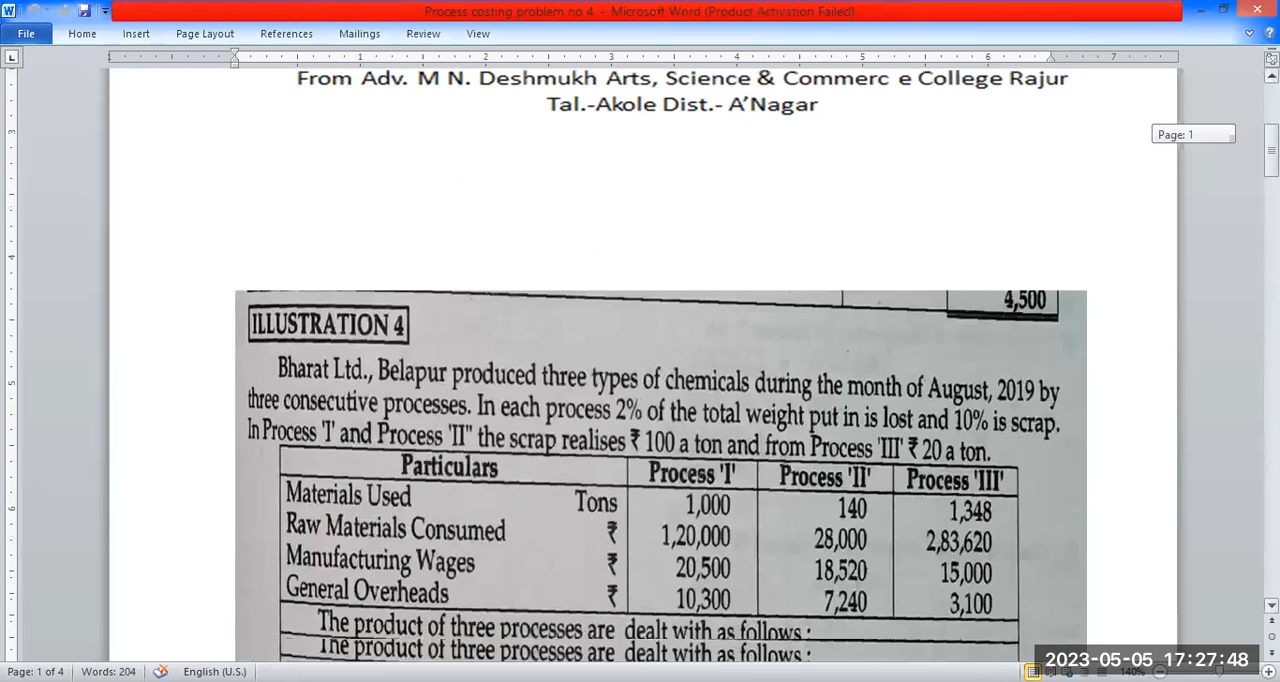 Process costing problem no 4 - Microsoft Word (Product Activation Failed)
File Home Insert Page Layout References Mailings Review View
From Adv. M N. Deshmukh Arts, Science & Commerc e College Rajur
Tal.-Akole Dist.- A'Nagar
Page: 1
4,500
ILLUSTRATION 4
Bharat Ltd., Belapur produced three types of chemicals during the month of August, 2019 by
three consecutive processes. In each process 2% of the total weight put in is lost and 10% is scrap.
In Process 'I' and Process 'II" the scrap realises ₹ 100 a ton and from Process 'III' ₹ 20 a ton.
Particulars Process 'I' Process 'II' Process 'III'
Materials Used Tons 1,000 140 1,348
Raw Materials Consumed ₹ 1,20,000 28,000 2,83,620
Manufacturing Wages ₹ 20,500 18,520 15,000
General Overheads ₹ 10,300 7,240 3,100
The product of three processes are dealt with as follows :
The product of three processes are dealt with as follows :
Page: 1 of 4 Words: 204 English (U.S.) 140%
2023-05-05 17:27:48